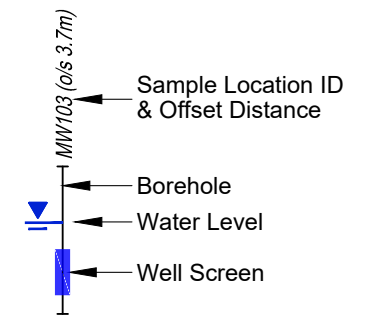 MW103 (o/s 3.7m)
Sample Location ID
& Offset Distance
Borehole
Water Level
Well Screen